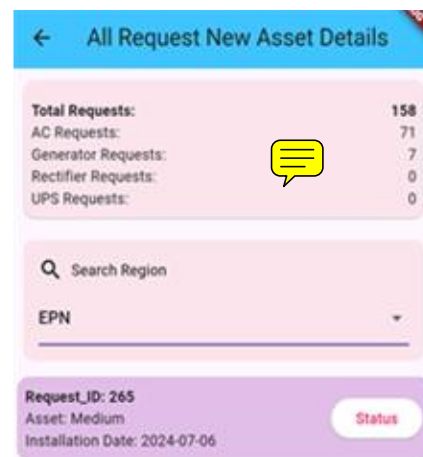 All Request New Asset Details
Total Requests: 158
AC Requests: 71
Generator Requests: 7
Rectifier Requests: 0
UPS Requests: 0
Search Region
EPN
Request_ID: 265
Asset: Medium
Status
Installation Date: 2024-07-06